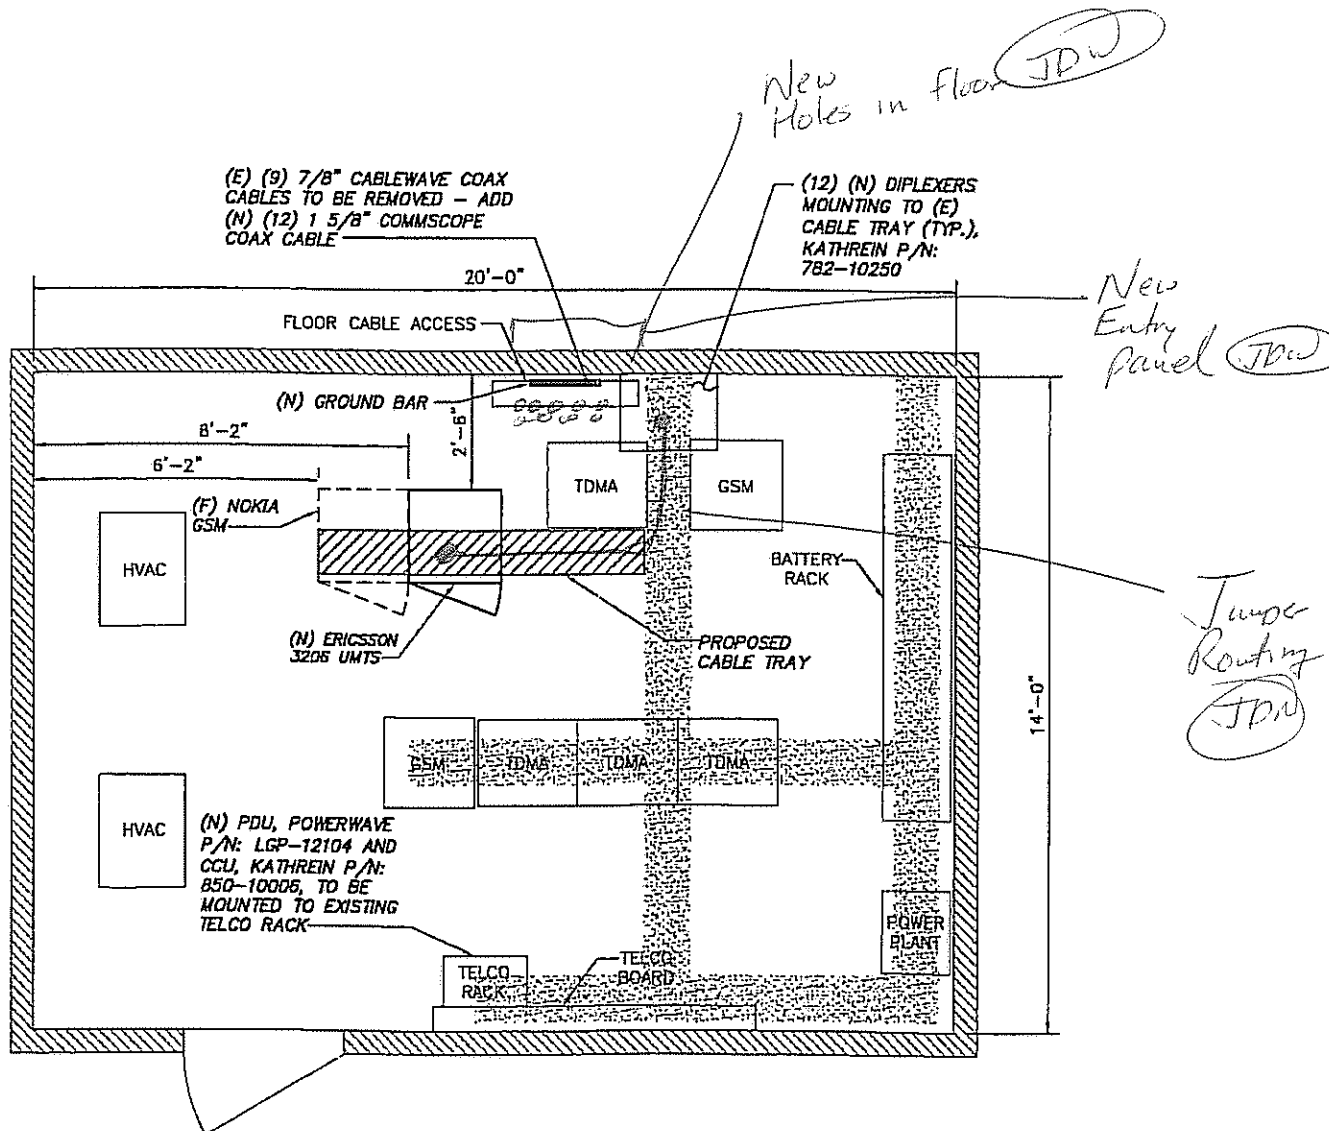 New
Holes in floor JDW
(E) (9) 7/8" CABLEWAVE COAX
CABLES TO BE REMOVED – ADD
(N) (12) 1 5/8" COMMSCOPE
COAX CABLE
(12) (N) DIPLEXERS
MOUNTING TO (E)
CABLE TRAY (TYP.),
KATHREIN P/N:
782-10250
20'-0"
New
Entry
panel JDW
FLOOR CABLE ACCESS
(N) GROUND BAR
8'-2"
2'-6"
6'-2"
(F) NOKIA
GSM
TDMA
GSM
HVAC
BATTERY
RACK
(N) ERICSSON
3206 UMTS
PROPOSED
CABLE TRAY
Jumper
Routing
JDW
14'-0"
GSM
TDMA
TDMA
TDMA
HVAC
(N) PDU, POWERWAVE
P/N: LGP-12104 AND
CCU, KATHREIN P/N:
850-10006, TO BE
MOUNTED TO EXISTING
TELCO RACK
POWER
PLANT
TELCO
RACK
TELCO
BOARD